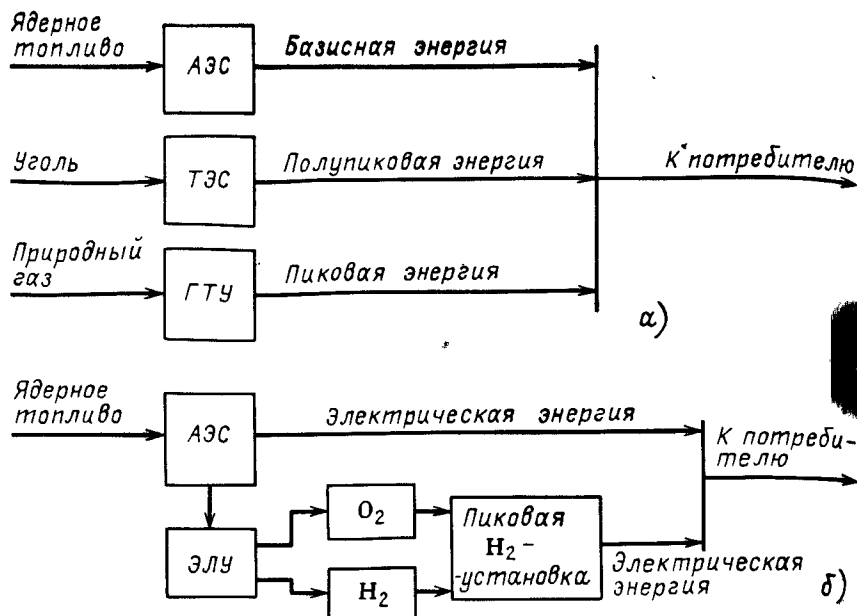 Ядерное
топливо
АЭС
Базисная энергия
Уголь
ТЭС
Полупиковая энергия
К потребителю
Природный
газ
ГТУ
Пиковая энергия
а)
Ядерное
топливо
АЭС
Электрическая энергия
К потреби-
телю
ЭЛУ
O₂
H₂
Пиковая
H₂-
-установка
Электрическая
энергия
б)